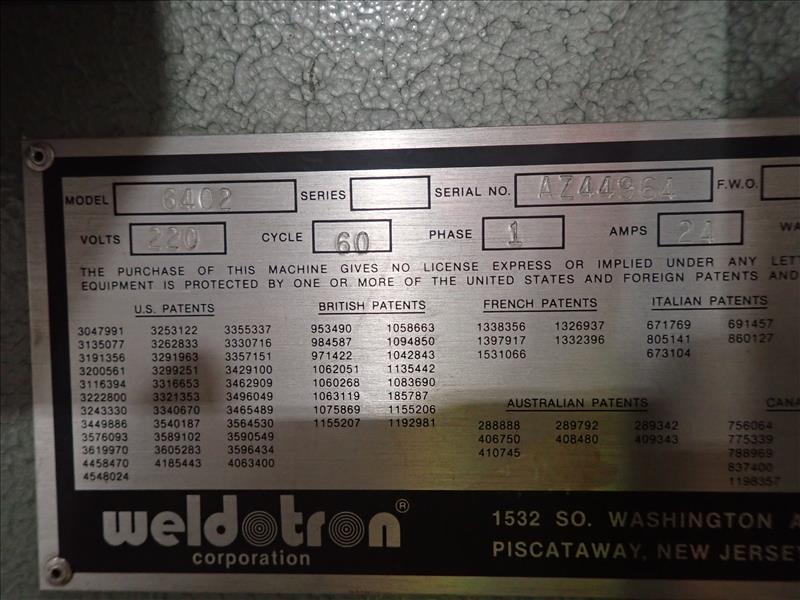 MODEL 6402 SERIES SERIAL NO. AZ44964 F.W.O.
VOLTS 220 CYCLE 60 PHASE 1 AMPS 24 WA
THE PURCHASE OF THIS MACHINE GIVES NO LICENSE EXPRESS OR IMPLIED UNDER ANY LETT
EQUIPMENT IS PROTECTED BY ONE OR MORE OF THE UNITED STATES AND FOREIGN PATENTS AND
U.S. PATENTS
3047991 3253122 3355337
3135077 3262833 3330716
3191356 3291963 3357151
3200561 3299251 3429100
3116394 3316653 3462909
3222800 3321353 3496049
3243330 3340670 3465489
3449886 3540187 3564530
3576093 3589102 3590549
3619970 3605283 3596434
4458470 4185443 4063400
4548024
BRITISH PATENTS
953490 1058663
984587 1094850
971422 1042843
1062051 1135442
1060268 1083690
1063119 185787
1075869 1155206
1155207 1192981
FRENCH PATENTS
1338356 1326937
1397917 1332396
1531066
ITALIAN PATENTS
671769 691457
805141 860127
673104
AUSTRALIAN PATENTS
288888 289792 289342
406750 408480 409343
410745
CANA
756064
775339
788969
837400
1198357
weldotron®
corporation
1532 SO. WASHINGTON A
PISCATAWAY, NEW JERSEY